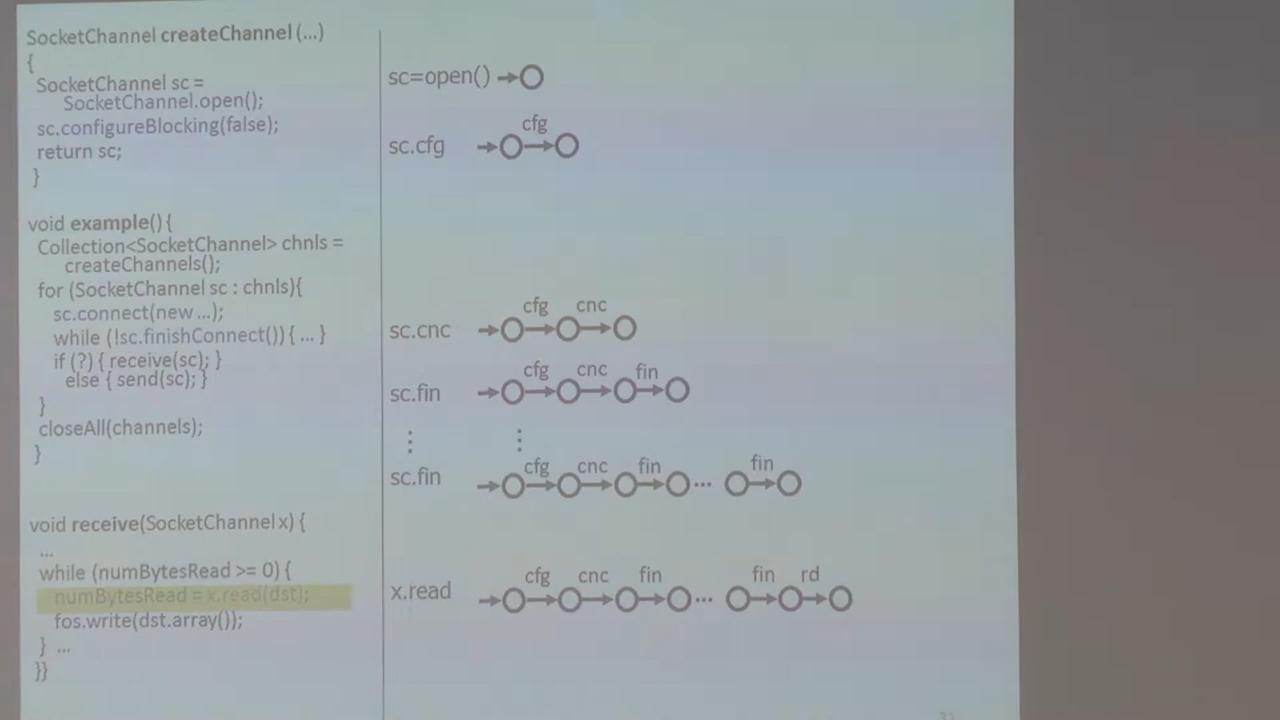 SocketChannel createChannel (...)
{
SocketChannel sc =
SocketChannel.open();
sc.configureBlocking(false);
return sc;
}
void example() {
Collection<SocketChannel> chnls =
createChannels();
for (SocketChannel sc : chnls){
sc.connect(new ...);
while (!sc.finishConnect()) { ... }
if (?) { receive(sc); }
else { send(sc); }
}
closeAll(channels);
}
void receive(SocketChannel x) {
...
while (numBytesRead >= 0) {
numBytesRead = x.read(dst);
fos.write(dst.array());
} ...
}}
sc=open()
cfg
sc.cfg
cfg cnc
sc.cnc
cfg cnc fin
sc.fin
⋮ ⋮
cfg cnc fin fin
sc.fin ...
cfg cnc fin fin rd
x.read ...
31